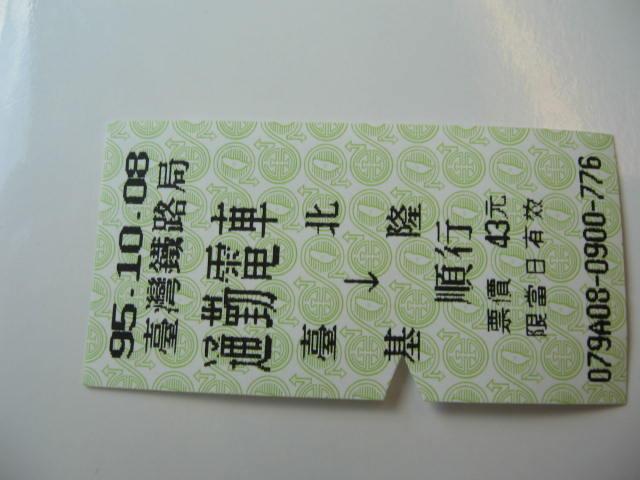 95.10.08
臺灣鐵路局
通勤電車
臺北
↓
基隆
順行
票價 43元
限當日有效
079A08-0900-776